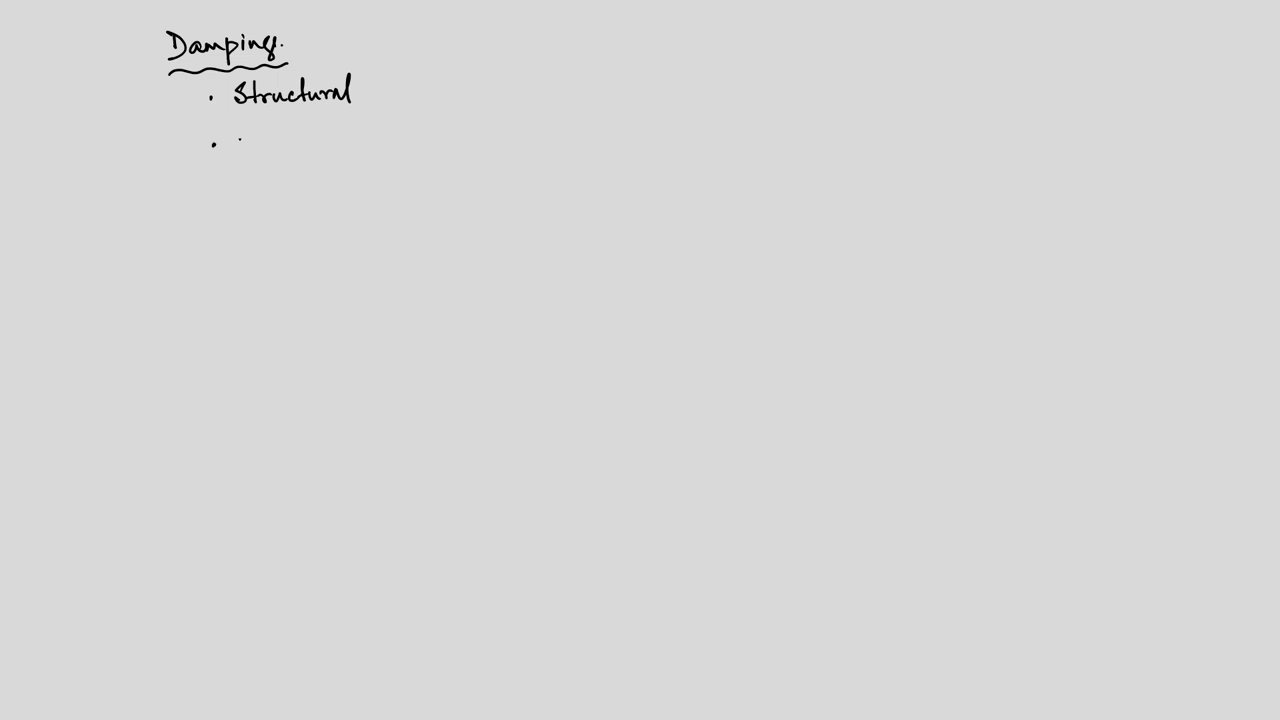 Damping.
• Structural
•